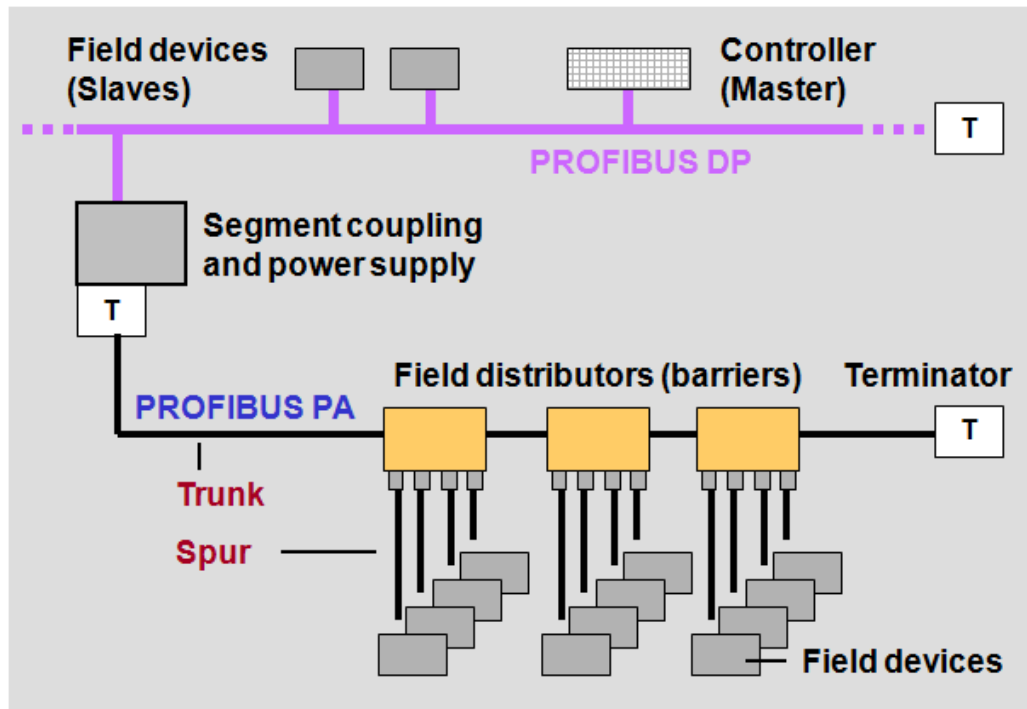 Field devices
(Slaves)
Controller
(Master)
T
PROFIBUS DP
Segment coupling
and power supply
T
Field distributors (barriers)
Terminator
PROFIBUS PA
T
Trunk
Spur
Field devices